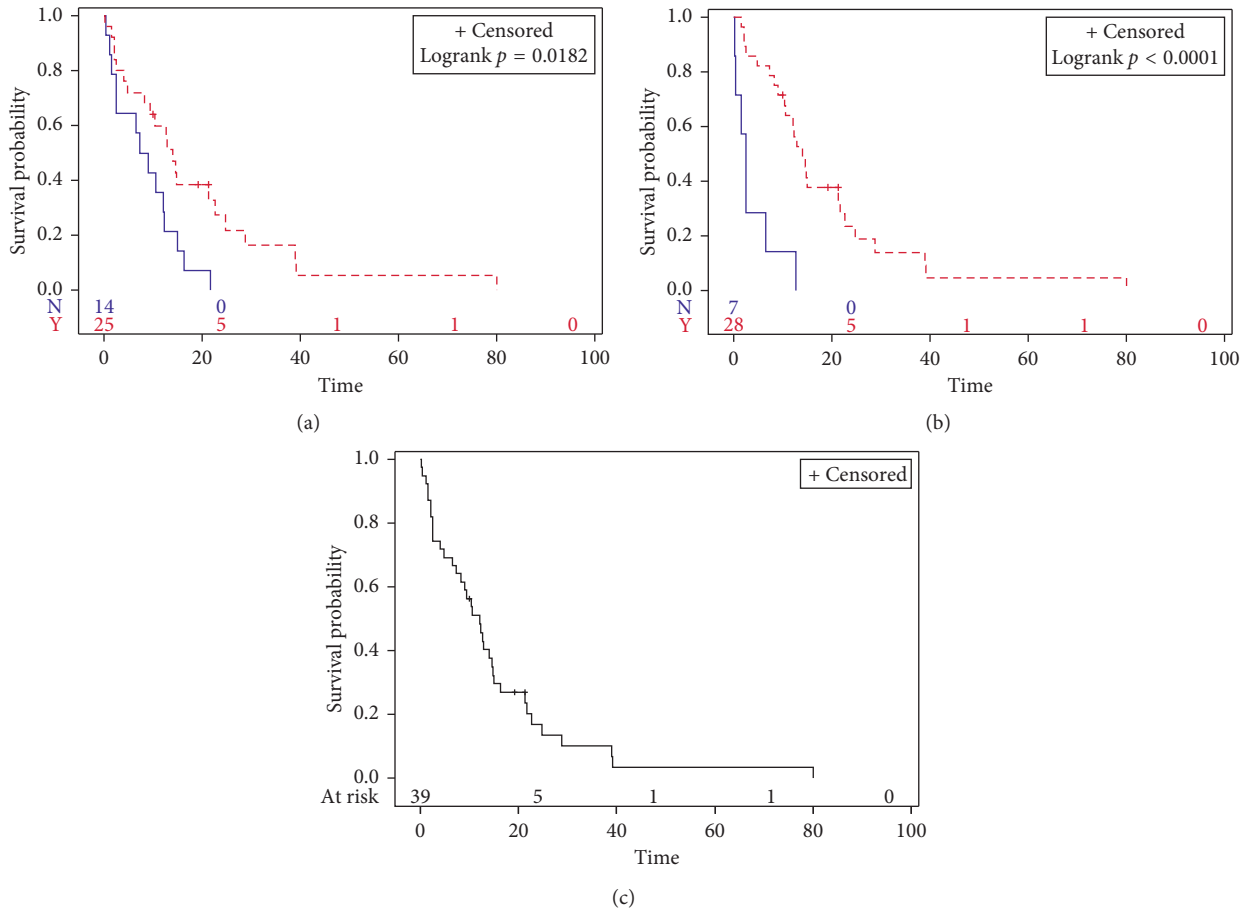 + Censored
Logrank p = 0.0182
Survival probability
1.0
0.8
0.6
0.4
0.2
0.0
N 14 0
Y 25 5 1 1 0
0 20 40 60 80 100
Time
(a)
+ Censored
Logrank p < 0.0001
Survival probability
1.0
0.8
0.6
0.4
0.2
0.0
N 7 0
Y 28 5 1 1 0
0 20 40 60 80 100
Time
(b)
+ Censored
Survival probability
1.0
0.8
0.6
0.4
0.2
0.0
At risk 39 5 1 1 0
0 20 40 60 80 100
Time
(c)